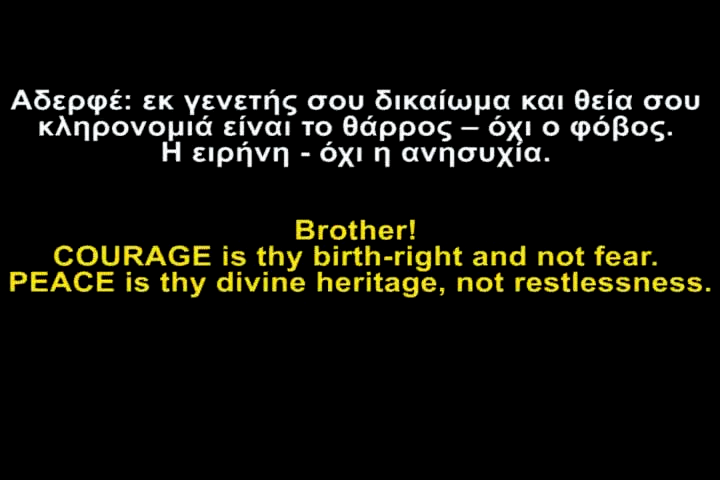 Αδερφέ: εκ γενετής σου δικαίωμα και θεία σου
κληρονομιά είναι το θάρρος – όχι ο φόβος.
Η ειρήνη - όχι η ανησυχία.
Brother!
COURAGE is thy birth-right and not fear.
PEACE is thy divine heritage, not restlessness.